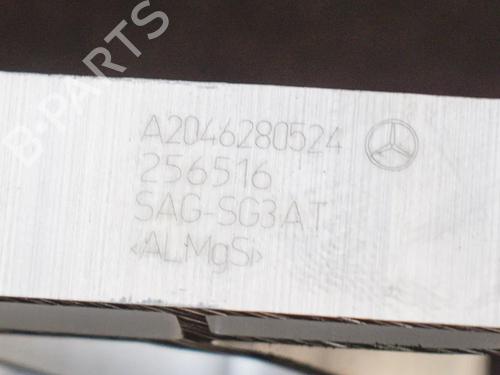 B-PARTS
A2046280524
256516
SAG-SG3AT
<ALMgSi>